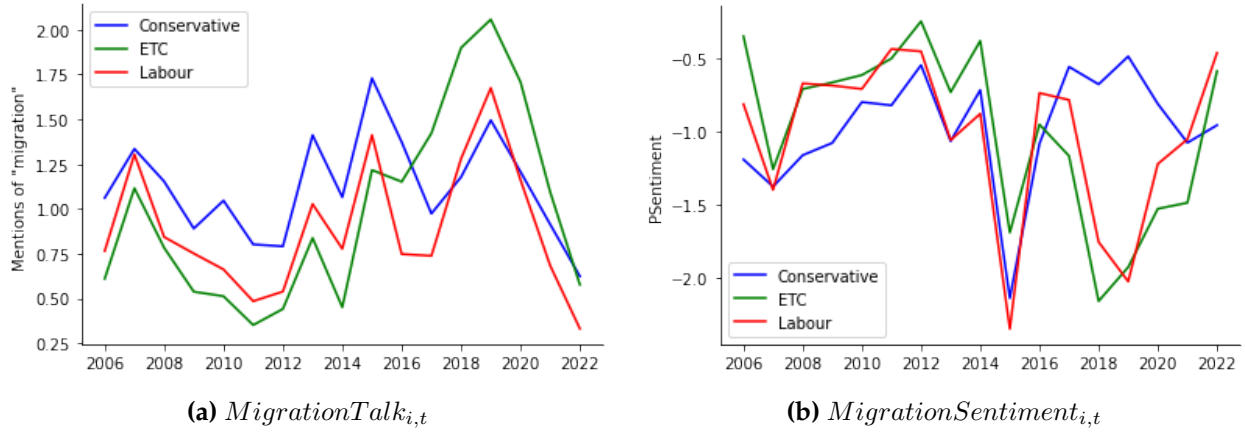 Mentions of "migration"
2.00
1.75
1.50
1.25
1.00
0.75
0.50
0.25
Conservative
ETC
Labour
2006 2008 2010 2012 2014 2016 2018 2020 2022
(a) MigrationTalk_{i,t}
PSentiment
−0.5
−1.0
−1.5
−2.0
Conservative
ETC
Labour
2006 2008 2010 2012 2014 2016 2018 2020 2022
(b) MigrationSentiment_{i,t}